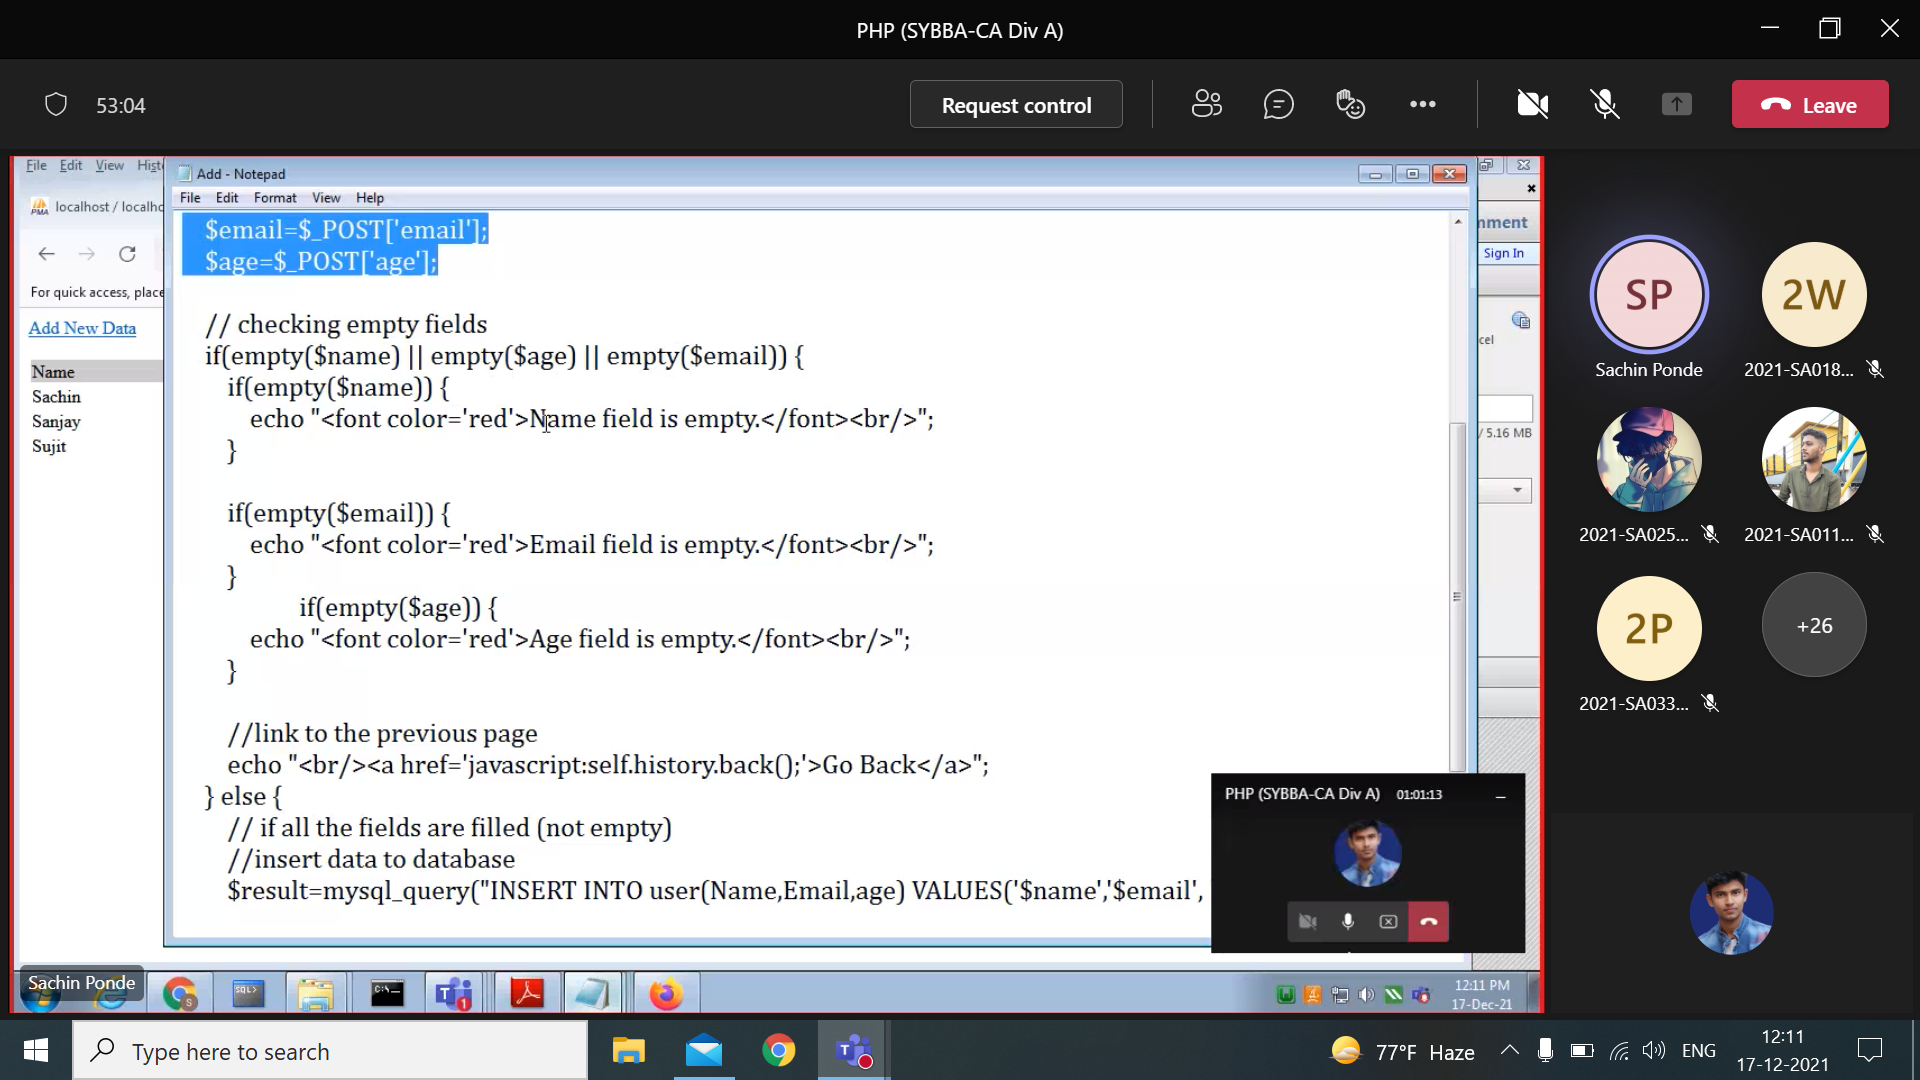 PHP (SYBBA-CA Div A)
53:04
Request control
Leave
File Edit View
PMA
localhost /
For quick access, place
Add New Data
Name
Sachin
Sanjay
Sujit
Add - Notepad
File Edit Format View Help
$email=$_POST['email'];
$age=$_POST['age'];
// checking empty fields
if(empty($name) || empty($age) || empty($email)) {
if(empty($name)) {
echo "<font color='red'>Name field is empty.</font><br/>";
}
if(empty($email)) {
echo "<font color='red'>Email field is empty.</font><br/>";
}
if(empty($age)) {
echo "<font color='red'>Age field is empty.</font><br/>";
}
//link to the previous page
echo "<br/><a href='javascript:self.history.back();'>Go Back</a>";
} else {
// if all the fields are filled (not empty)
//insert data to database
$result=mysql_query("INSERT INTO user(Name,Email,age) VALUES('$name','$email',
mment
Sign In
cel
/ 5.16 MB
PHP (SYBBA-CA Div A) 01:01:13
Sachin Ponde
12:11 PM
17-Dec-21
SP
Sachin Ponde
2W
2021-SA018...
2021-SA025...
2021-SA011...
2P
2021-SA033...
+26
Type here to search
77°F Haze
ENG
12:11
17-12-2021